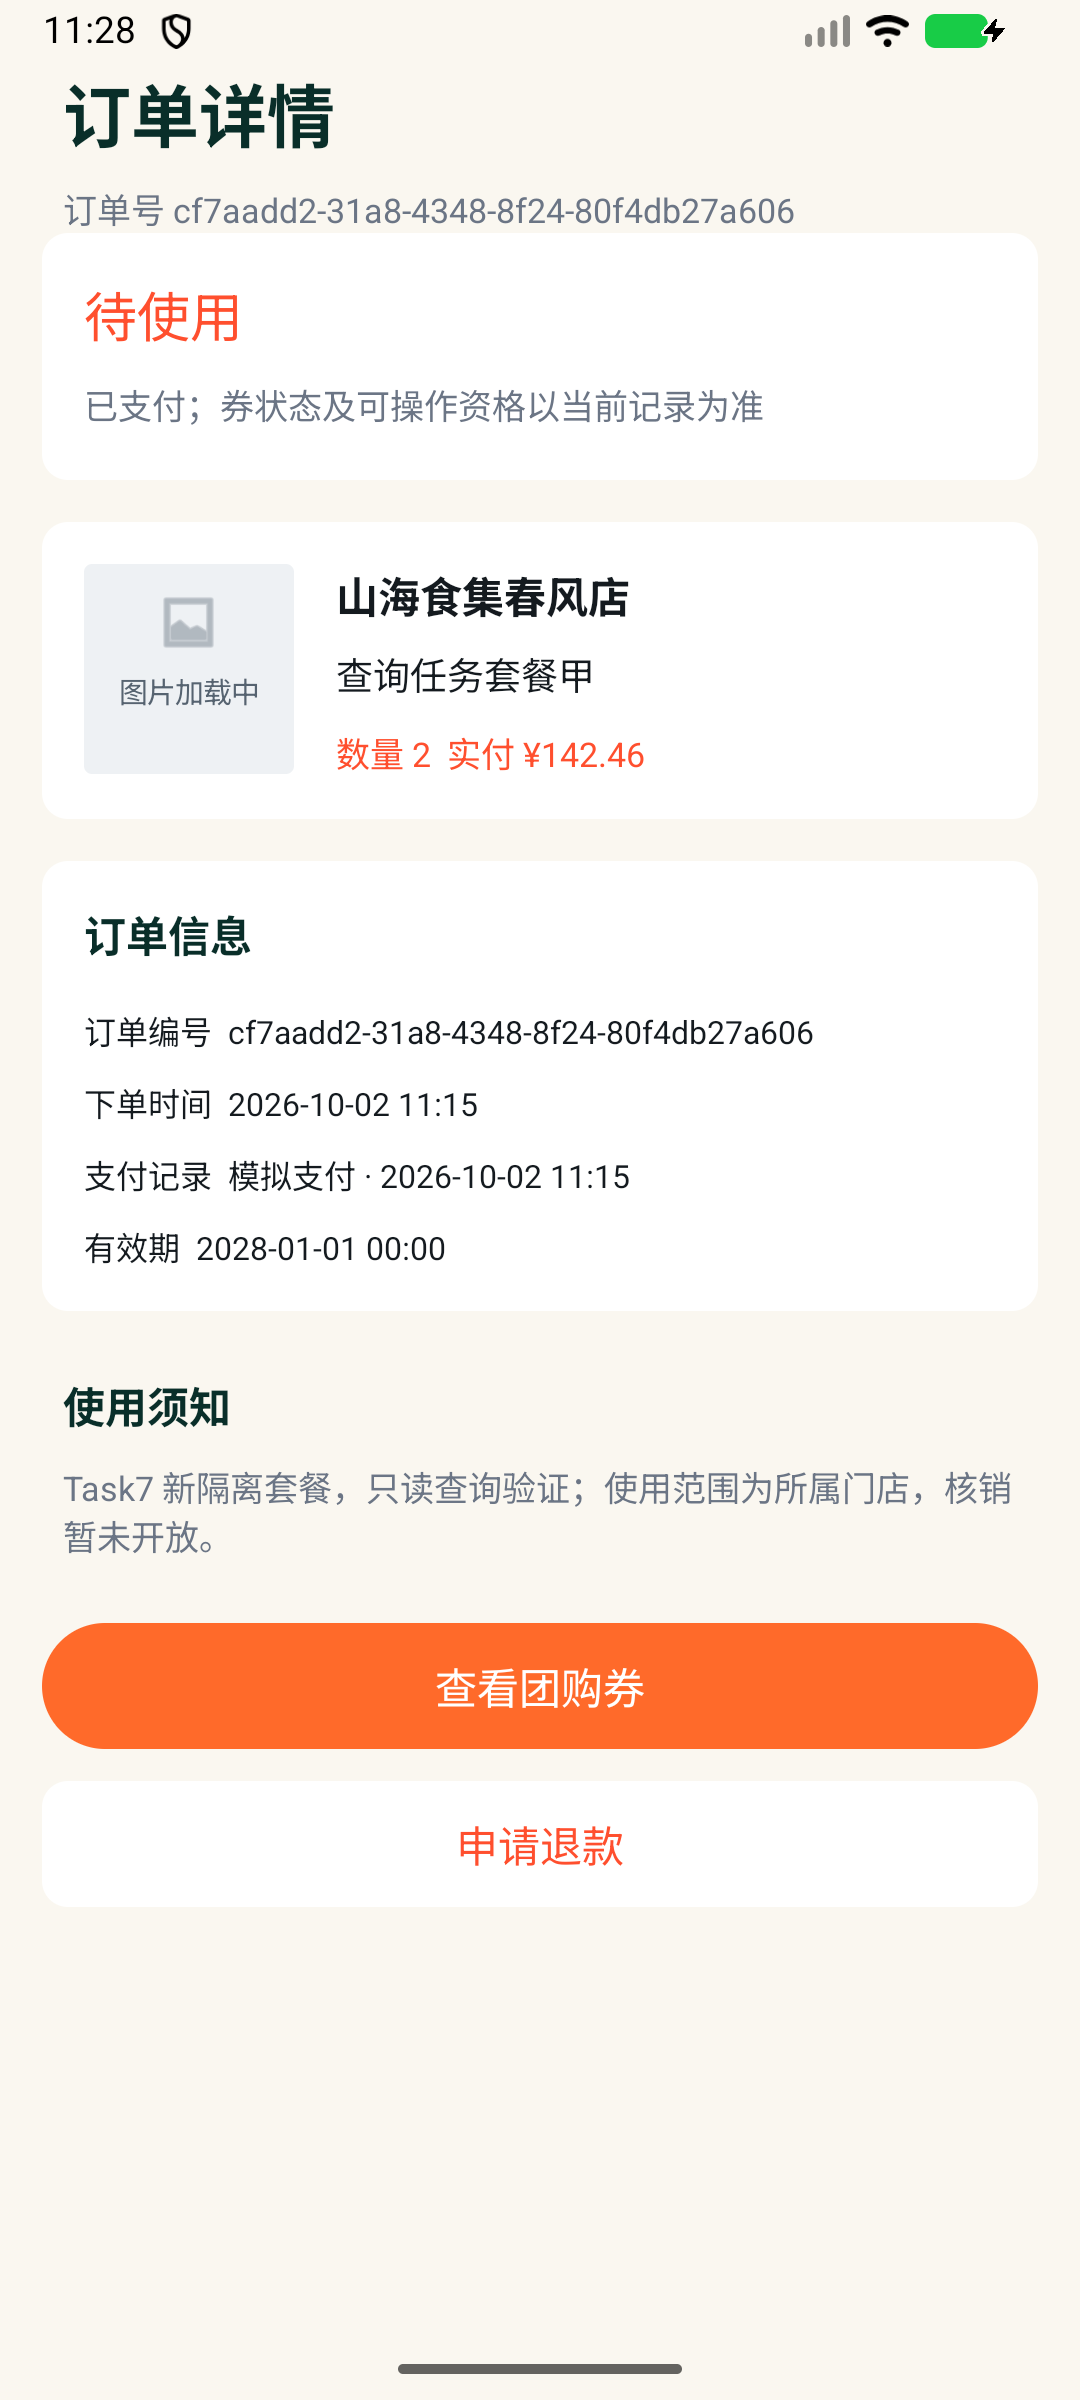 11:28
订单详情
订单号 cf7aadd2-31a8-4348-8f24-80f4db27a606
待使用
已支付；券状态及可操作资格以当前记录为准
图片加载中
山海食集春风店
查询任务套餐甲
数量 2 实付 ¥142.46
订单信息
订单编号 cf7aadd2-31a8-4348-8f24-80f4db27a606
下单时间 2026-10-02 11:15
支付记录 模拟支付 · 2026-10-02 11:15
有效期 2028-01-01 00:00
使用须知
Task7 新隔离套餐，只读查询验证；使用范围为所属门店，核销
暂未开放。
查看团购券
申请退款